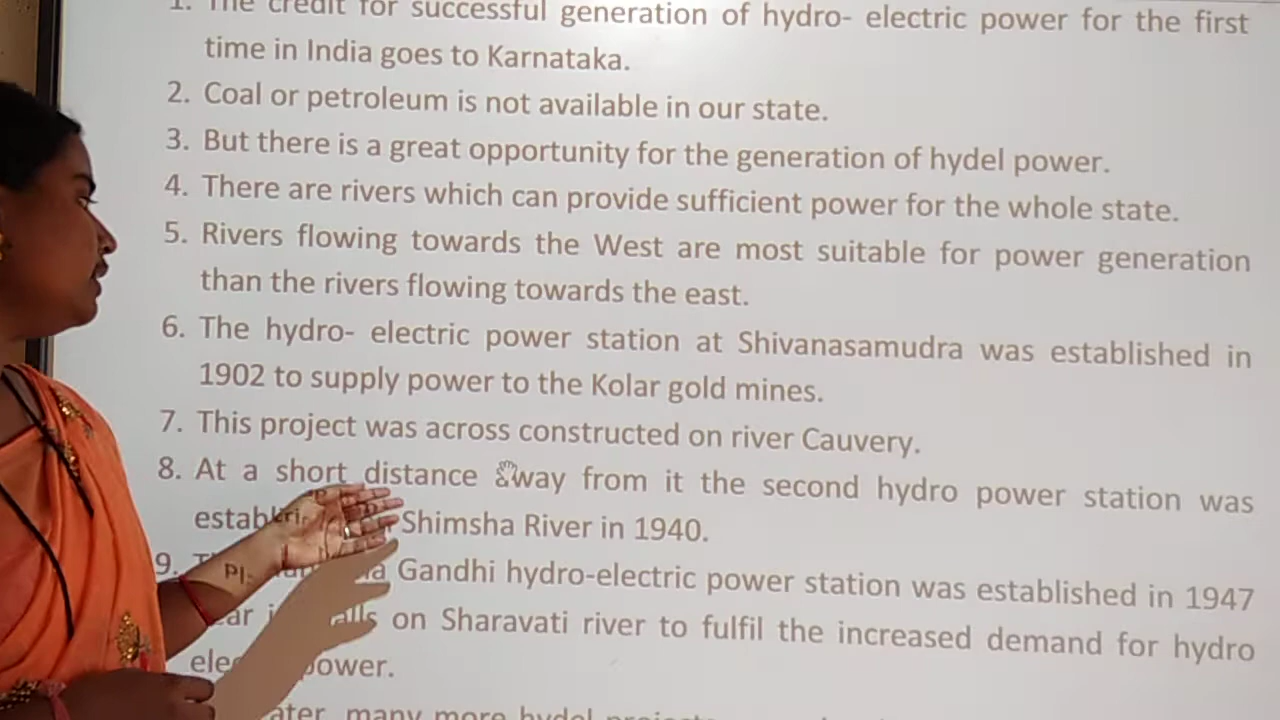 1. The credit for successful generation of hydro- electric power for the first
time in India goes to Karnataka.
2. Coal or petroleum is not available in our state.
3. But there is a great opportunity for the generation of hydel power.
4. There are rivers which can provide sufficient power for the whole state.
5. Rivers flowing towards the West are most suitable for power generation
than the rivers flowing towards the east.
6. The hydro- electric power station at Shivanasamudra was established in
1902 to supply power to the Kolar gold mines.
7. This project was across constructed on river Cauvery.
8. At a short distance away from it the second hydro power station was
Shimsha River in 1940.
9. Gandhi hydro-electric power station was established in 1947
on Sharavati river to fulfil the increased demand for hydro
power.
many more hydel